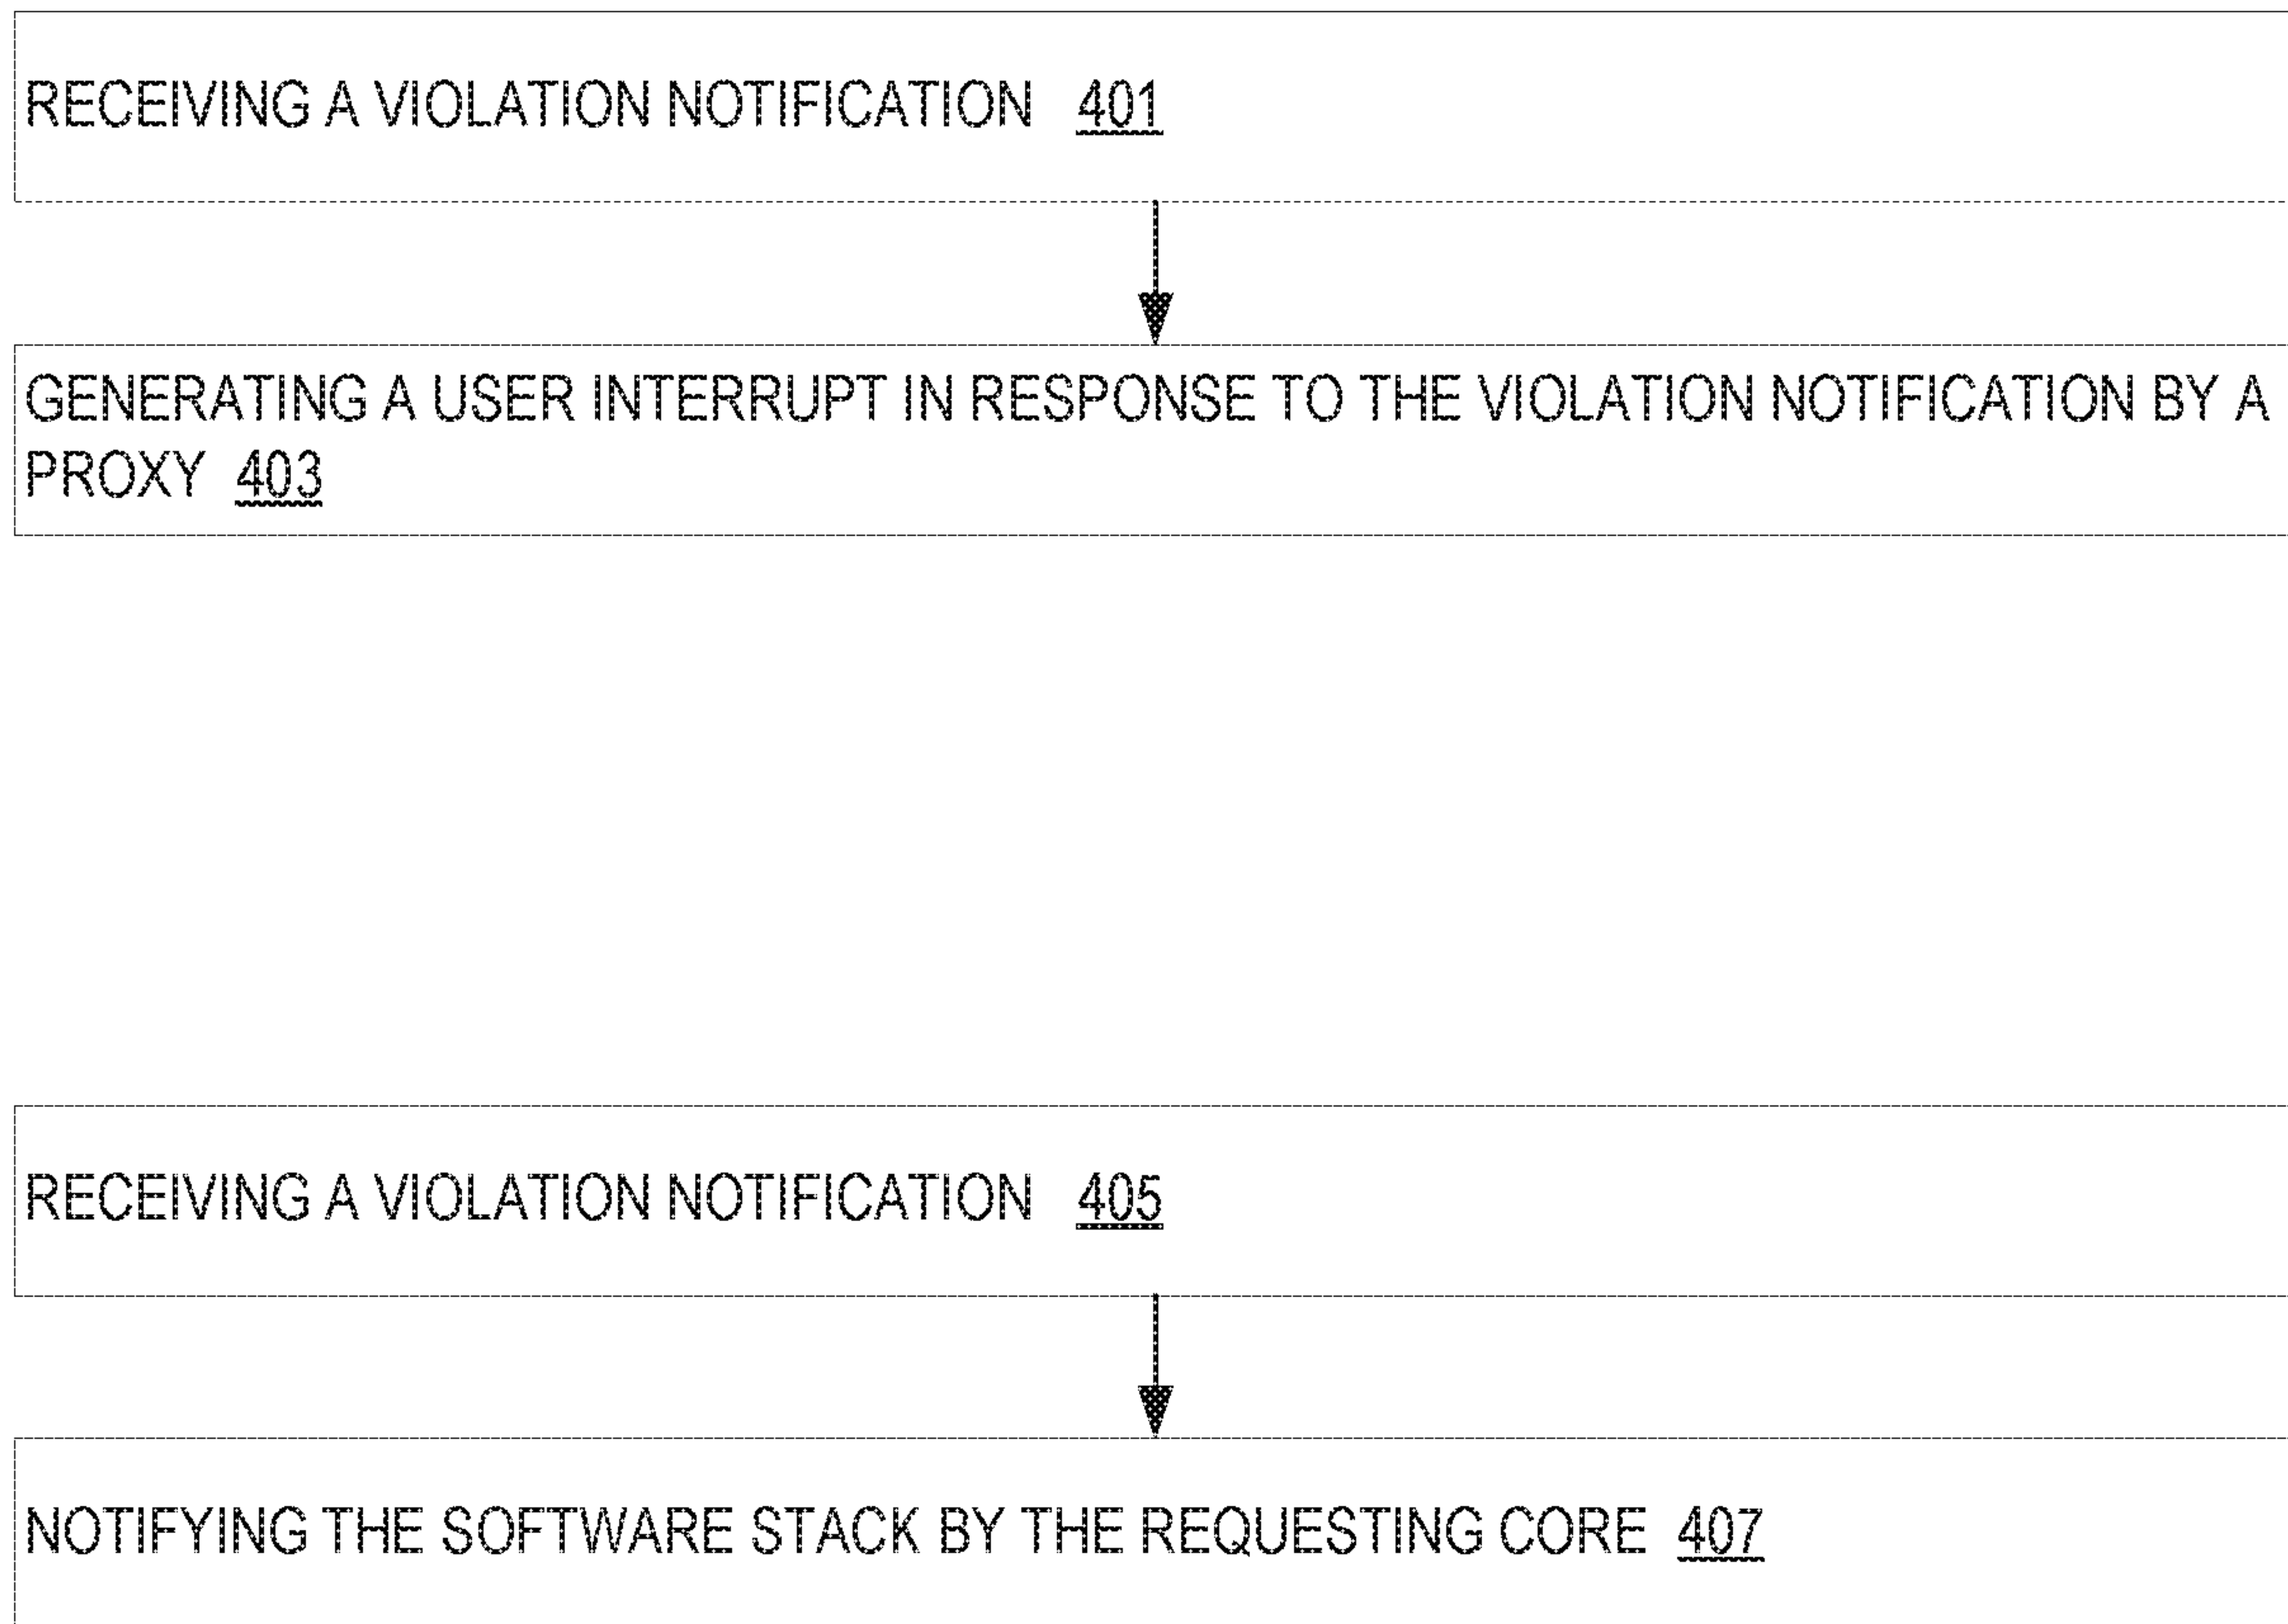 RECEIVING A VIOLATION NOTIFICATION 401
GENERATING A USER INTERRUPT IN RESPONSE TO THE VIOLATION NOTIFICATION BY A
PROXY 403
RECEIVING A VIOLATION NOTIFICATION 405
NOTIFYING THE SOFTWARE STACK BY THE REQUESTING CORE 407